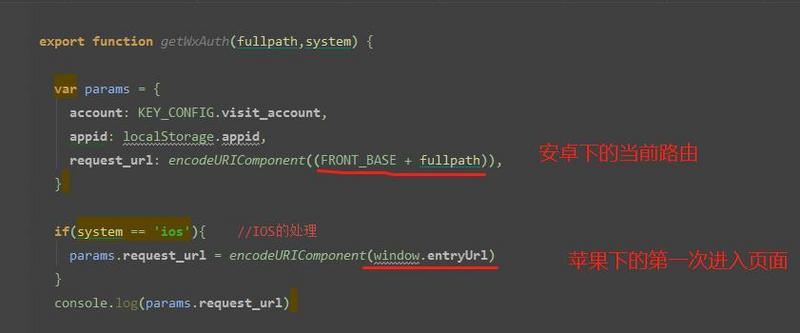 export function getWxAuth(fullpath,system) {
var params = {
account: KEY_CONFIG.visit_account,
appid: localStorage.appid,
request_url: encodeURIComponent((FRONT_BASE + fullpath)),
安卓下的当前路由
}
if(system == 'ios'){ //IOS的处理
params.request_url = encodeURIComponent(window.entryUrl)
苹果下的第一次进入页面
}
console.log(params.request_url)